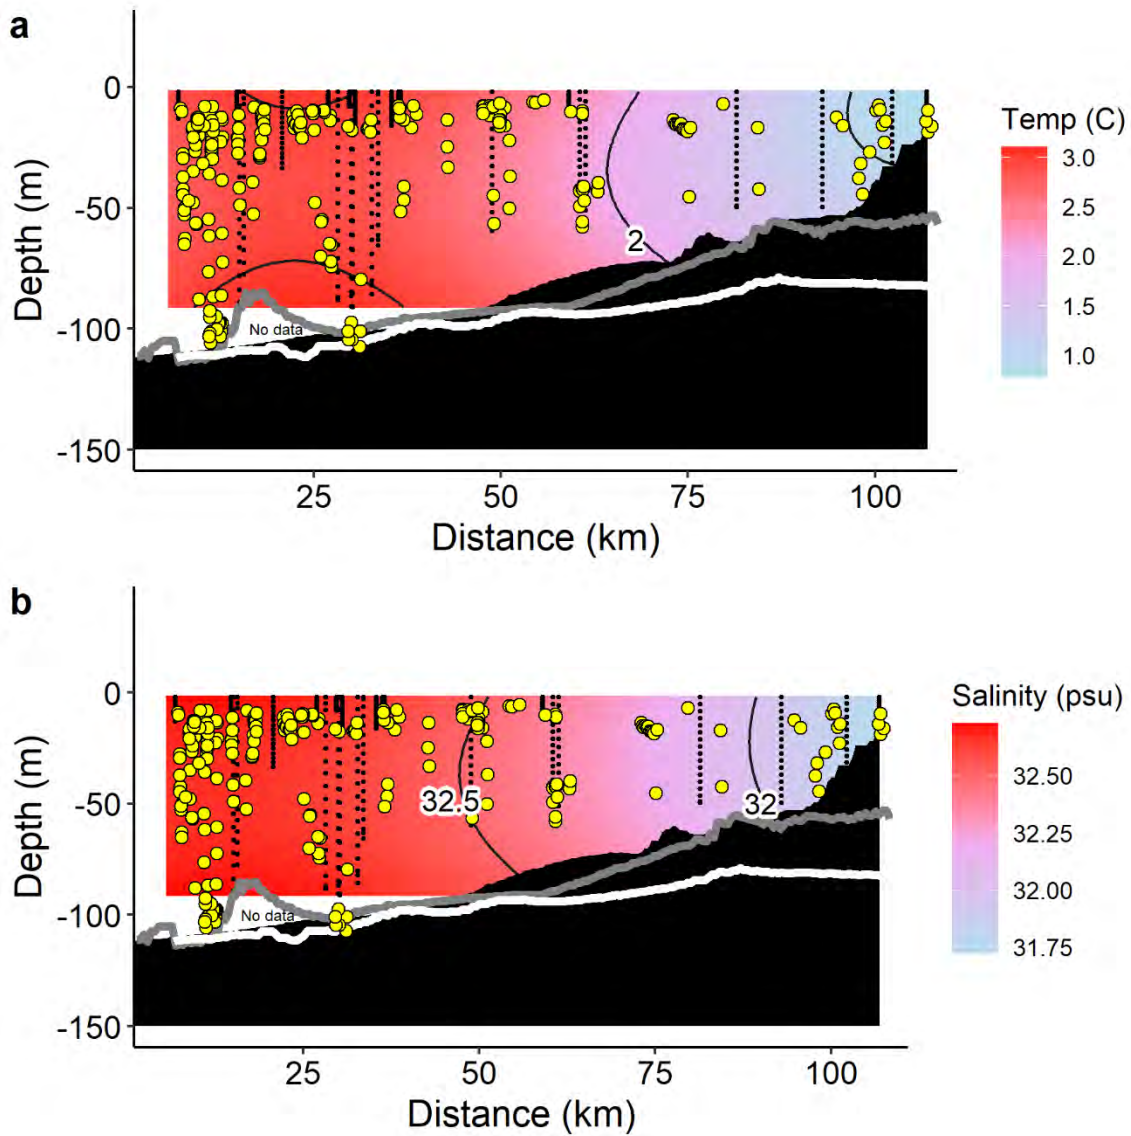 a
0
-50
-100
-150
Depth (m)
2
No data
25
50
75
100
Distance (km)
Temp (C)
3.0
2.5
2.0
1.5
1.0
b
0
-50
-100
-150
Depth (m)
32.5
32
No data
25
50
75
100
Distance (km)
Salinity (psu)
32.50
32.25
32.00
31.75